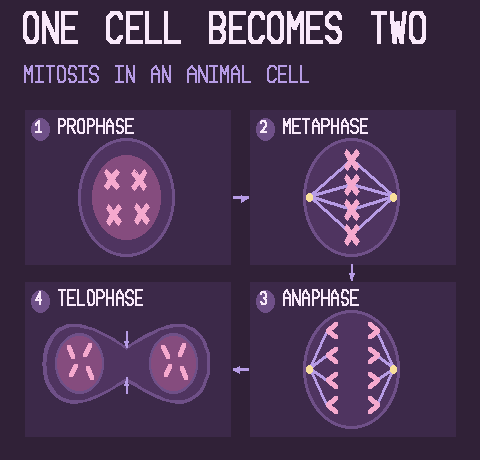 ONE CELL BECOMES TWO
MITOSIS IN AN ANIMAL CELL
1 PROPHASE
2 METAPHASE
4 TELOPHASE
3 ANAPHASE